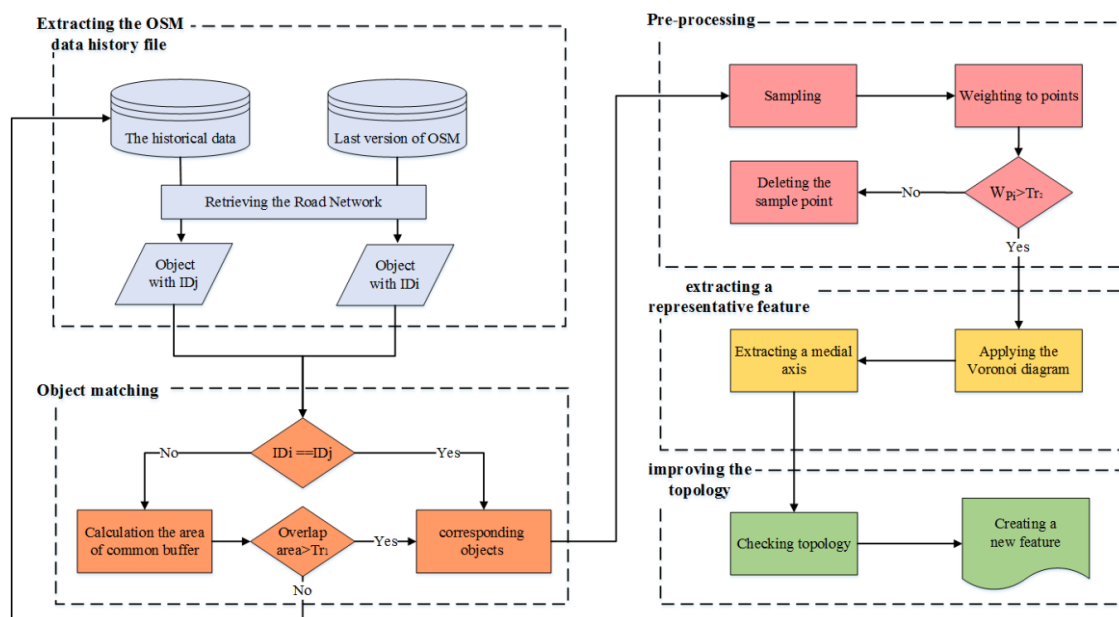 Extracting the OSM
data history file
The historical data
Last version of OSM
Retrieving the Road Network
Object
with IDj
Object
with IDi
Object matching
IDi ==IDj
No
Yes
Calculation the area
of common buffer
Overlap
area>Tr1
Yes
corresponding
objects
No
Pre-processing
Sampling
Weighting to points
Deleting the
sample point
No
WPi>Tr2
Yes
extracting a
representative feature
Extracting a medial
axis
Applying the
Voronoi diagram
improving the
topology
Checking topology
Creating a
new feature